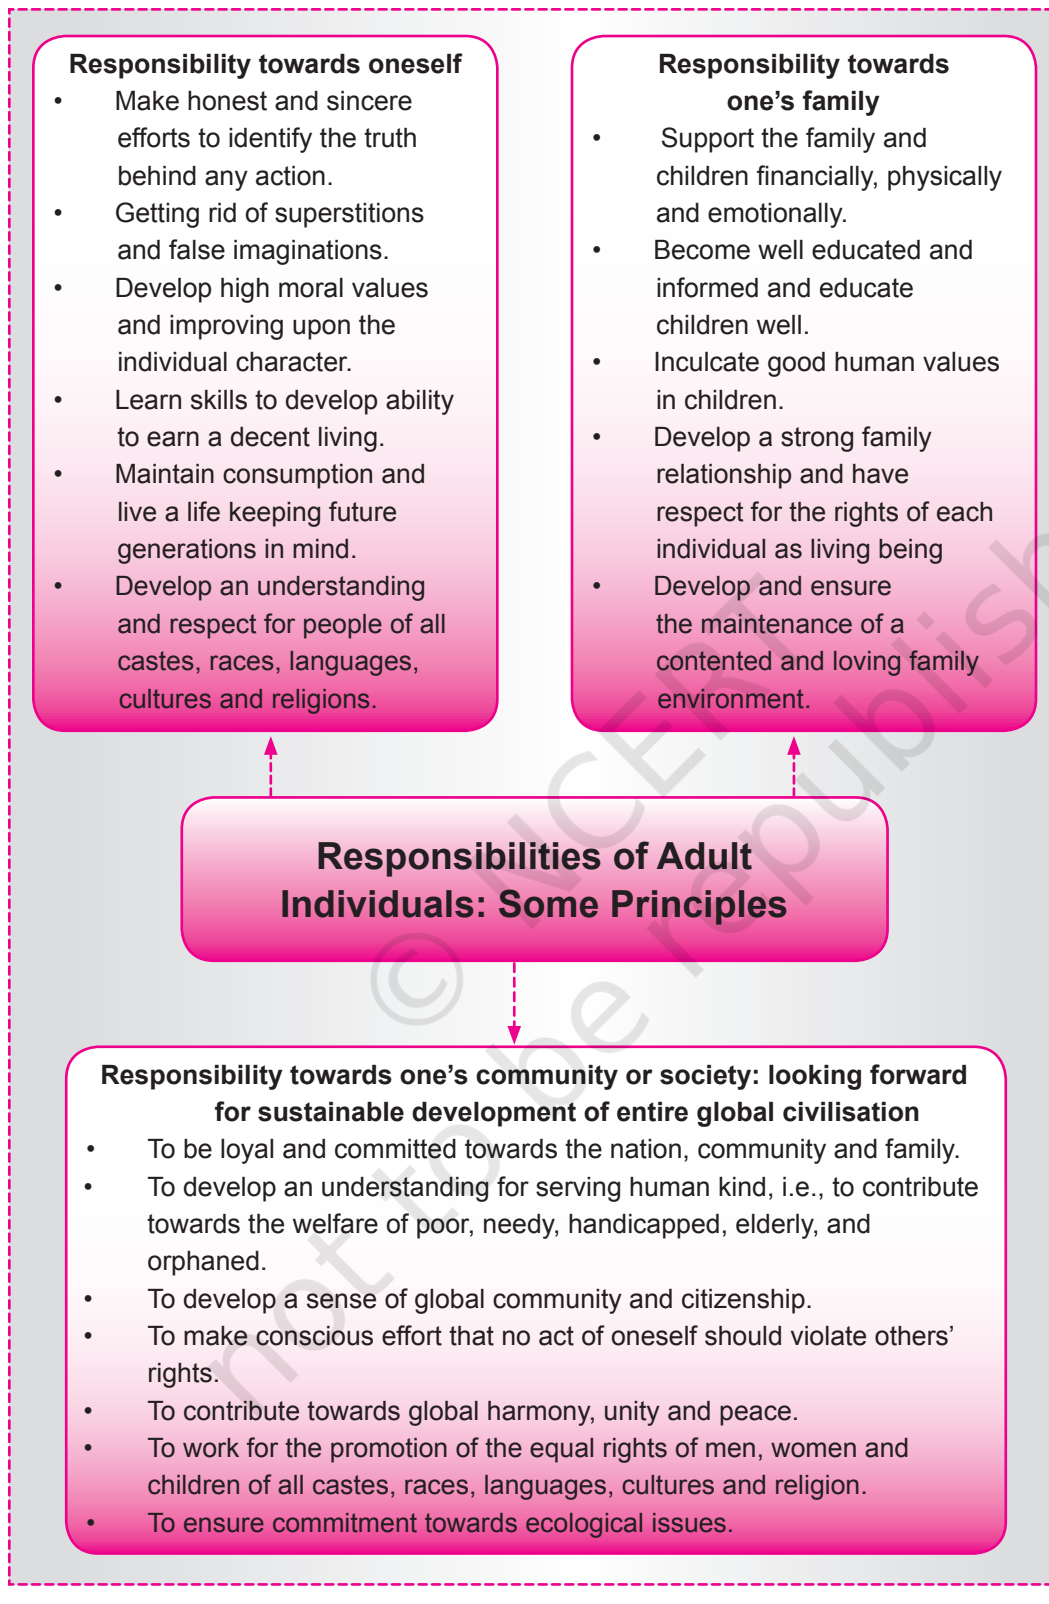 Responsibility towards oneself
• Make honest and sincere
efforts to identify the truth
behind any action.
• Getting rid of superstitions
and false imaginations.
• Develop high moral values
and improving upon the
individual character.
• Learn skills to develop ability
to earn a decent living.
• Maintain consumption and
live a life keeping future
generations in mind.
• Develop an understanding
and respect for people of all
castes, races, languages,
cultures and religions.
Responsibility towards
one's family
• Support the family and
children financially, physically
and emotionally.
• Become well educated and
informed and educate
children well.
• Inculcate good human values
in children.
• Develop a strong family
relationship and have
respect for the rights of each
individual as living being
• Develop and ensure
the maintenance of a
contented and loving family
environment.
Responsibilities of Adult
Individuals: Some Principles
Responsibility towards one's community or society: looking forward
for sustainable development of entire global civilisation
• To be loyal and committed towards the nation, community and family.
• To develop an understanding for serving human kind, i.e., to contribute
towards the welfare of poor, needy, handicapped, elderly, and
orphaned.
• To develop a sense of global community and citizenship.
• To make conscious effort that no act of oneself should violate others'
rights.
• To contribute towards global harmony, unity and peace.
• To work for the promotion of the equal rights of men, women and
children of all castes, races, languages, cultures and religion.
• To ensure commitment towards ecological issues.
© NCERT
not to be republish